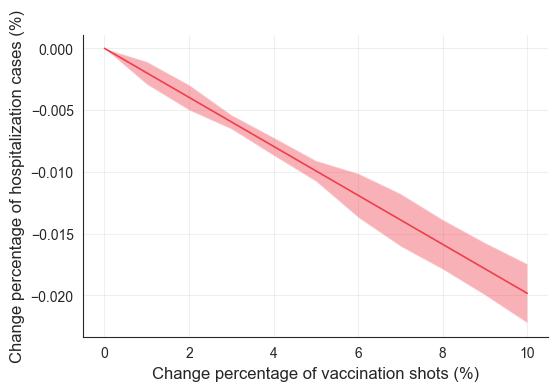 Change percentage of hospitalization cases (%)
0.000
−0.005
−0.010
−0.015
−0.020
0 2 4 6 8 10
Change percentage of vaccination shots (%)